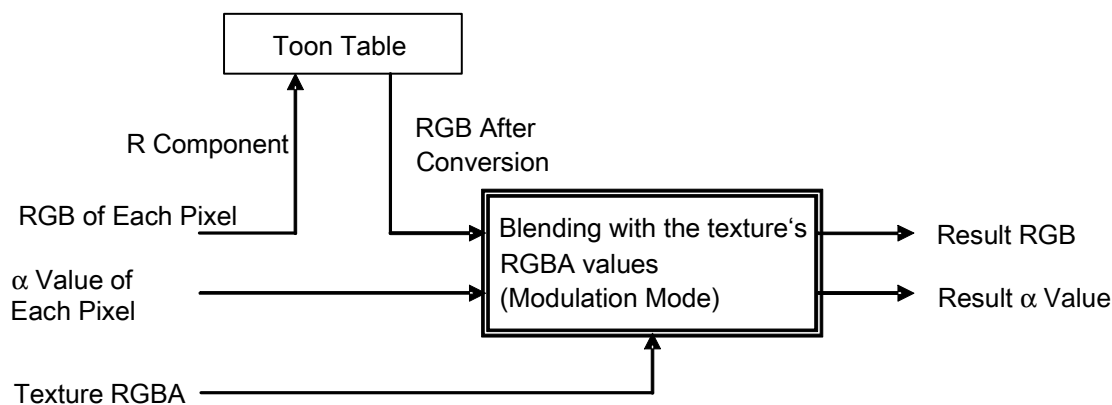 Toon Table
R Component
RGB After
Conversion
RGB of Each Pixel
α Value of
Each Pixel
Blending with the texture‘s
RGBA values
(Modulation Mode)
Result RGB
Result α Value
Texture RGBA